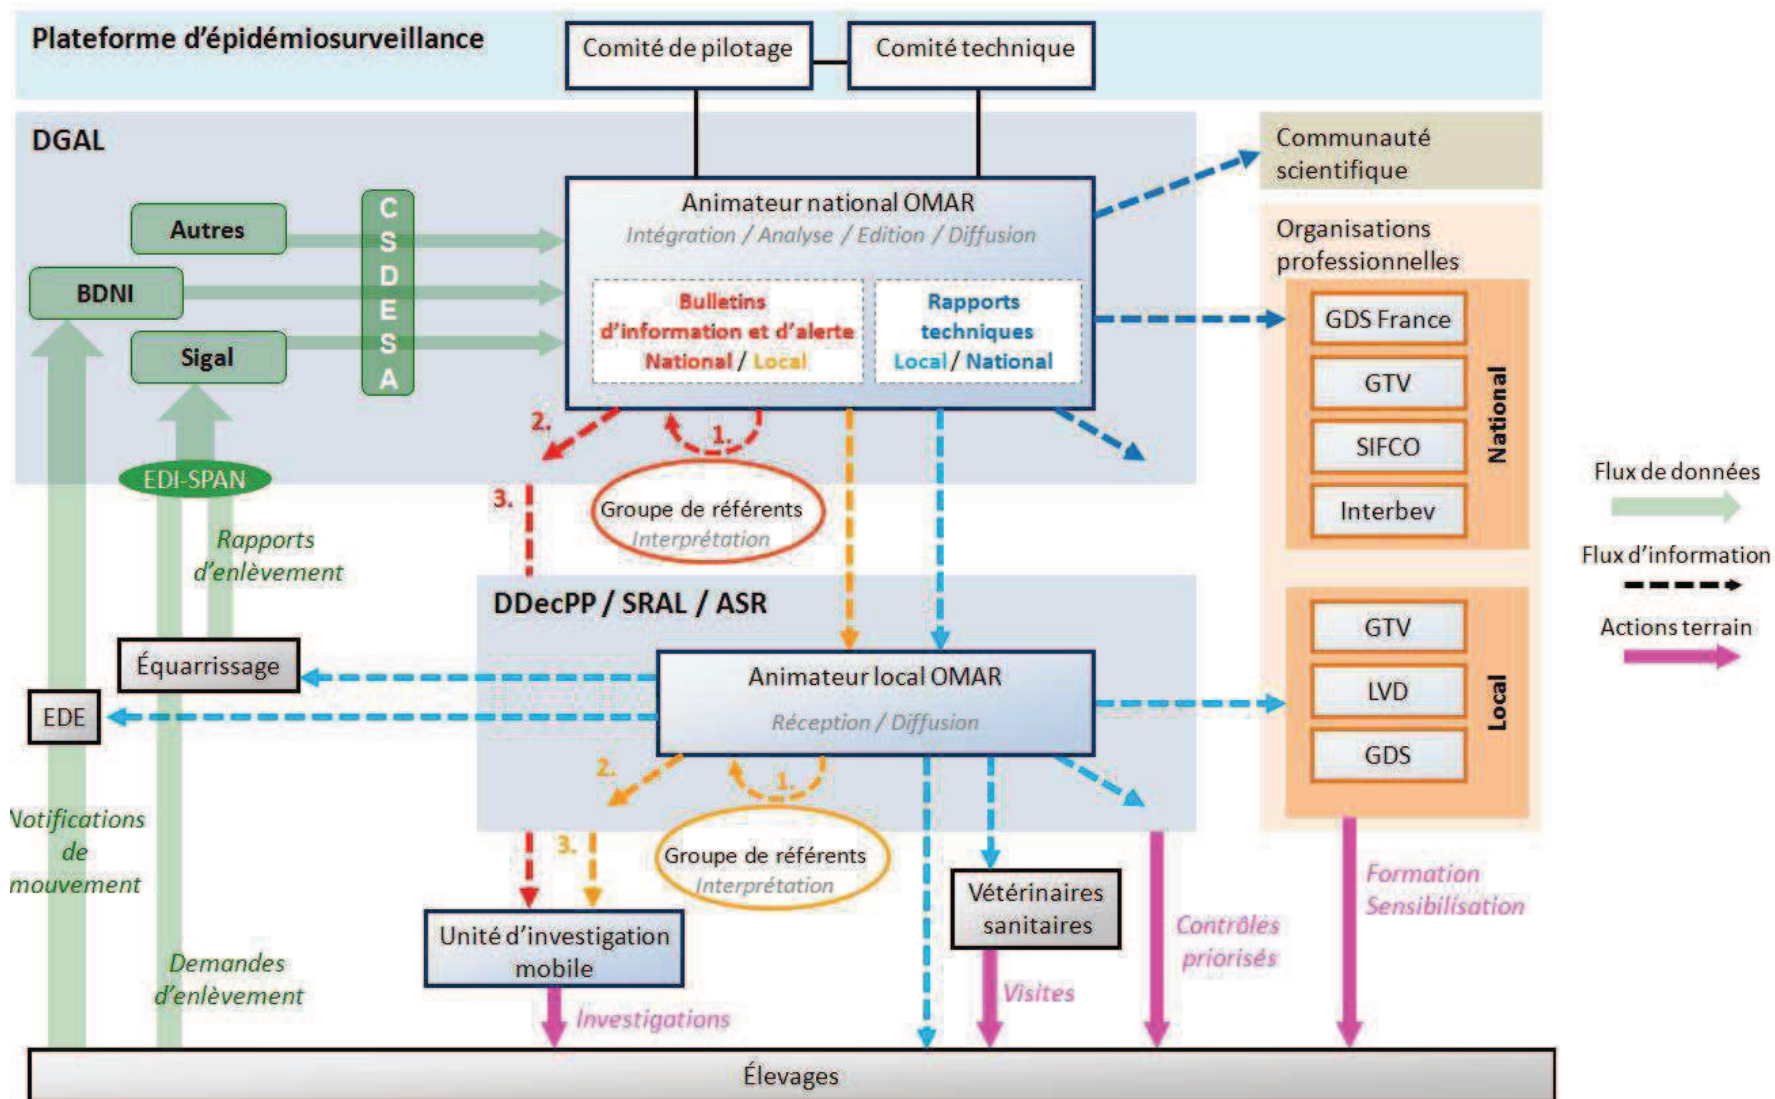 Plateforme d'épidémiosurveillance
Comité de pilotage
Comité technique
DGAL
Autres
BDNI
Sigal
C
S
D
E
S
A
Animateur national OMAR
Intégration / Analyse / Edition / Diffusion
Bulletins
d'information et d'alerte
National / Local
Rapports
techniques
Local / National
Communauté
scientifique
Organisations
professionnelles
GDS France
GTV
SIFCO
Interbev
National
2.
1.
3.
Groupe de référents
Interprétation
EDI-SPAN
Rapports
d'enlèvement
DDecPP / SRAL / ASR
Animateur local OMAR
Réception / Diffusion
Équarrissage
EDE
GTV
LVD
GDS
Local
2.
1.
3.
Groupe de référents
Interprétation
Notifications
de
mouvement
Demandes
d'enlèvement
Unité d'investigation
mobile
Investigations
Vétérinaires
sanitaires
Visites
Contrôles
priorisés
Formation
Sensibilisation
Élevages
Flux de données
Flux d'information
Actions terrain